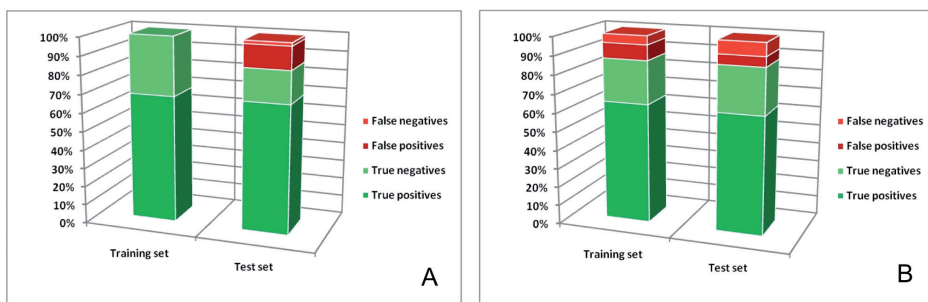 100%
90%
80%
70%
60%
50%
40%
30%
20%
10%
0%
Training set
Test set
False negatives
False positives
True negatives
True positives
A
100%
90%
80%
70%
60%
50%
40%
30%
20%
10%
0%
Training set
Test set
False negatives
False positives
True negatives
True positives
B